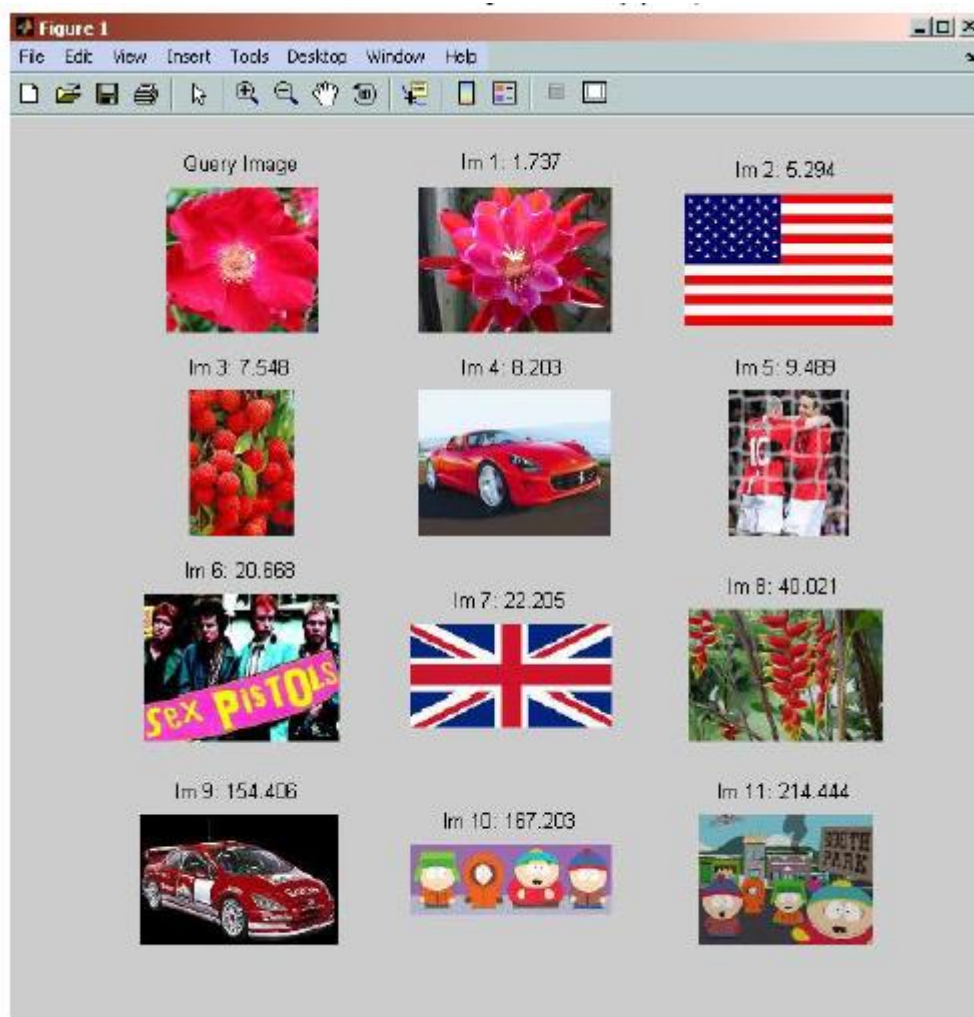 Figure 1
File Edit View Insert Tools Desktop Window Help
Query Image
Im 1: 1.737
Im 2: 5.294
Im 3: 7.548
Im 4: 8.203
Im 5: 9.489
Im 6: 20.668
Im 7: 22.205
Im 8: 40.021
16
SEX PISTOLS
Im 9: 154.406
Im 10: 167.203
Im 11: 214.444
SOUTH
PARK